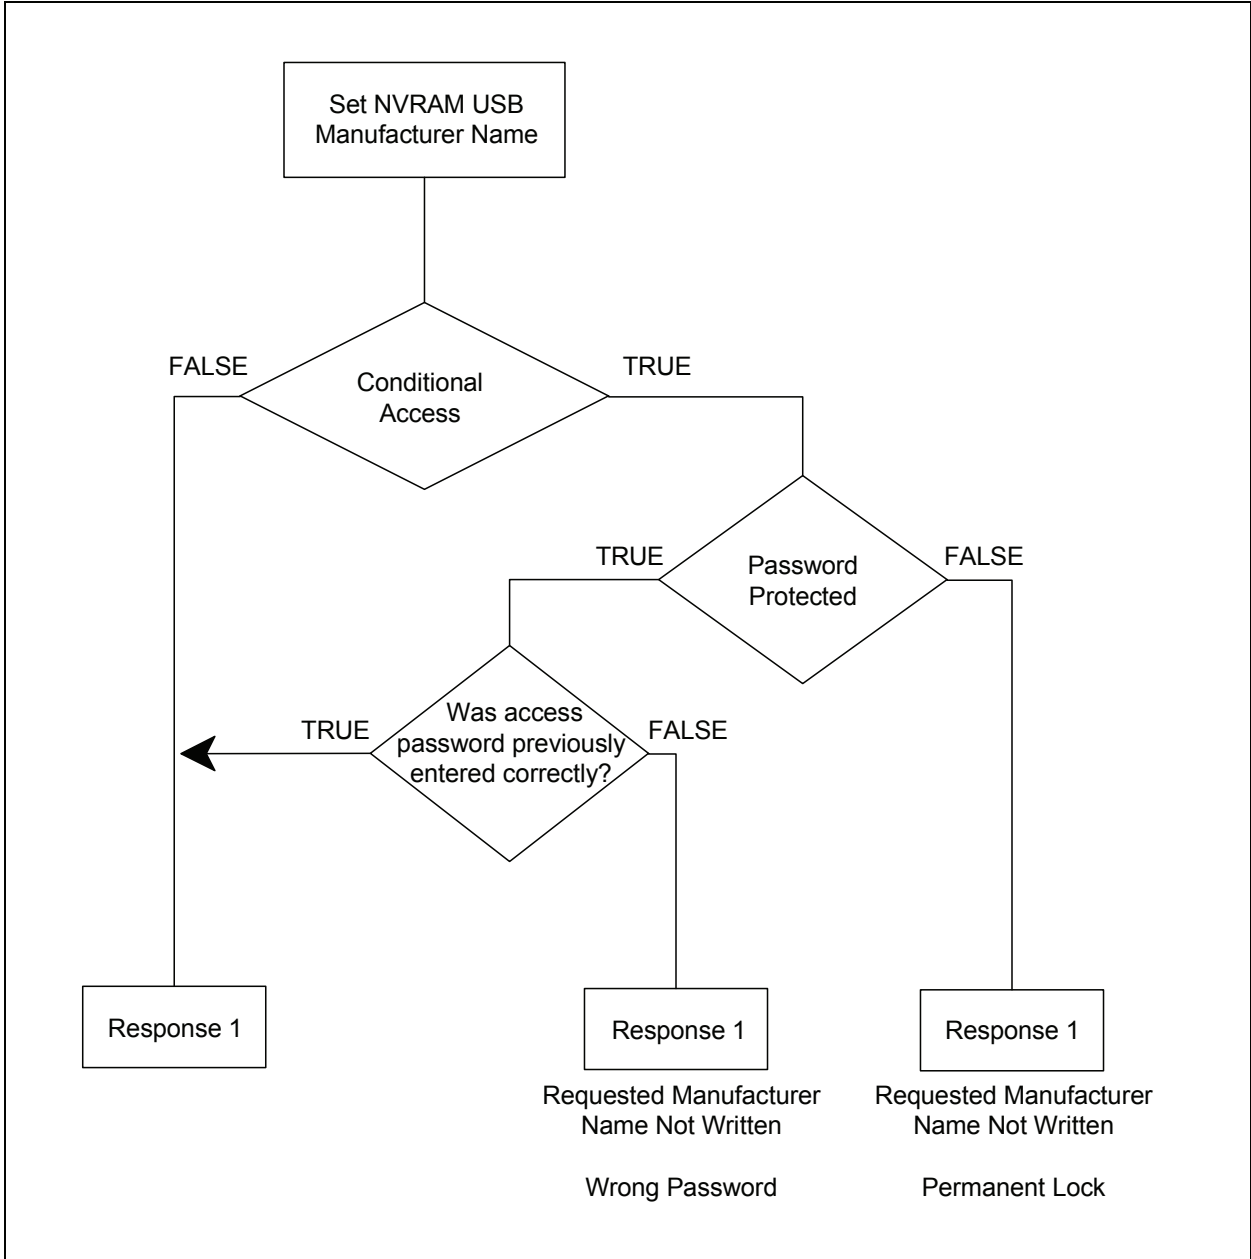 Set NVRAM USB
Manufacturer Name
FALSE
TRUE
Conditional
Access
TRUE
FALSE
Password
Protected
TRUE
FALSE
Was access
password previously
entered correctly?
Response 1
Response 1
Response 1
Requested Manufacturer
Name Not Written
Wrong Password
Requested Manufacturer
Name Not Written
Permanent Lock